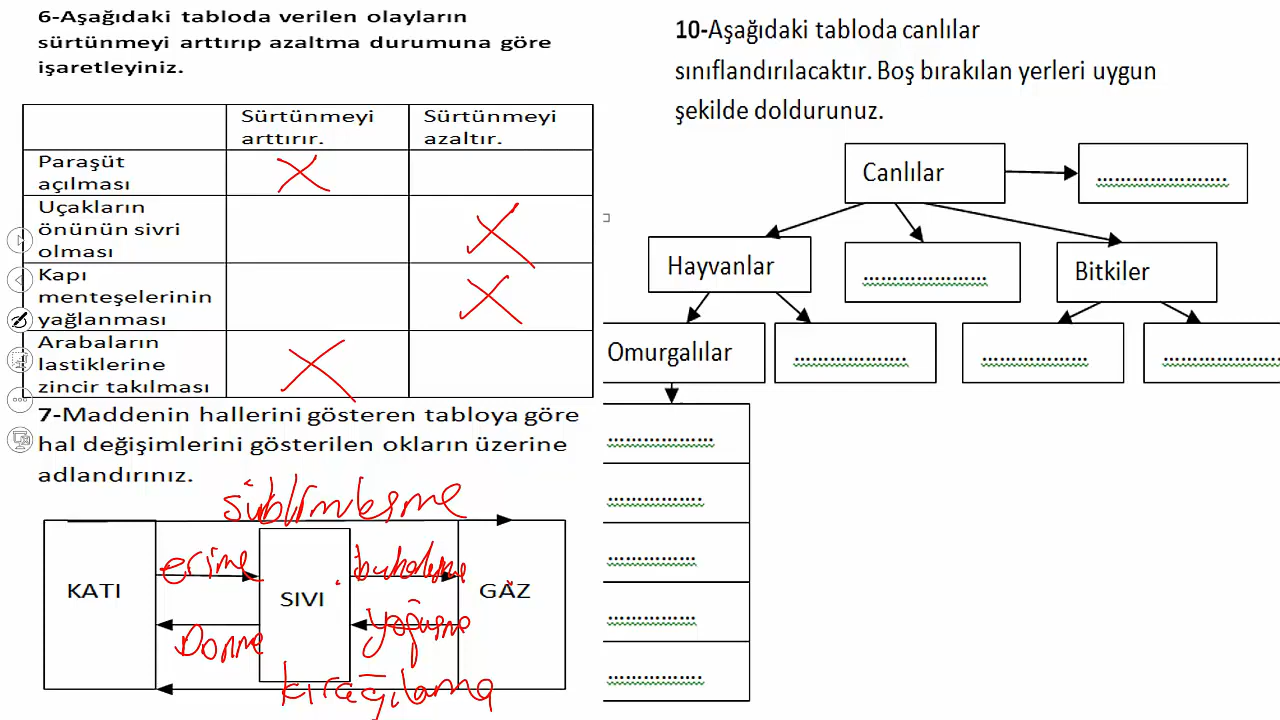 6-Aşağıdaki tabloda verilen olayların
sürtünmeyi arttırıp azaltma durumuna göre
işaretleyiniz.
Sürtünmeyi
arttırır.
Sürtünmeyi
azaltır.
Paraşüt
açılması
Uçakların
önünün sivri
olması
Kapı
menteşelerinin
yağlanması
Arabaların
lastiklerine
zincir takılması
7-Maddenin hallerini gösteren tabloya göre
hal değişimlerini gösterilen okların üzerine
adlandırınız.
süblimleşme
KATI
erime
Donma
SIVI
buharlaşma
yoğuşma
GAZ
kırağılama
10-Aşağıdaki tabloda canlılar
sınıflandırılacaktır. Boş bırakılan yerleri uygun
şekilde doldurunuz.
Canlılar
………………….
Hayvanlar
…………………
Bitkiler
Omurgalılar
……………….
………………
……………….
………………
…………….
……………
……………
…………….